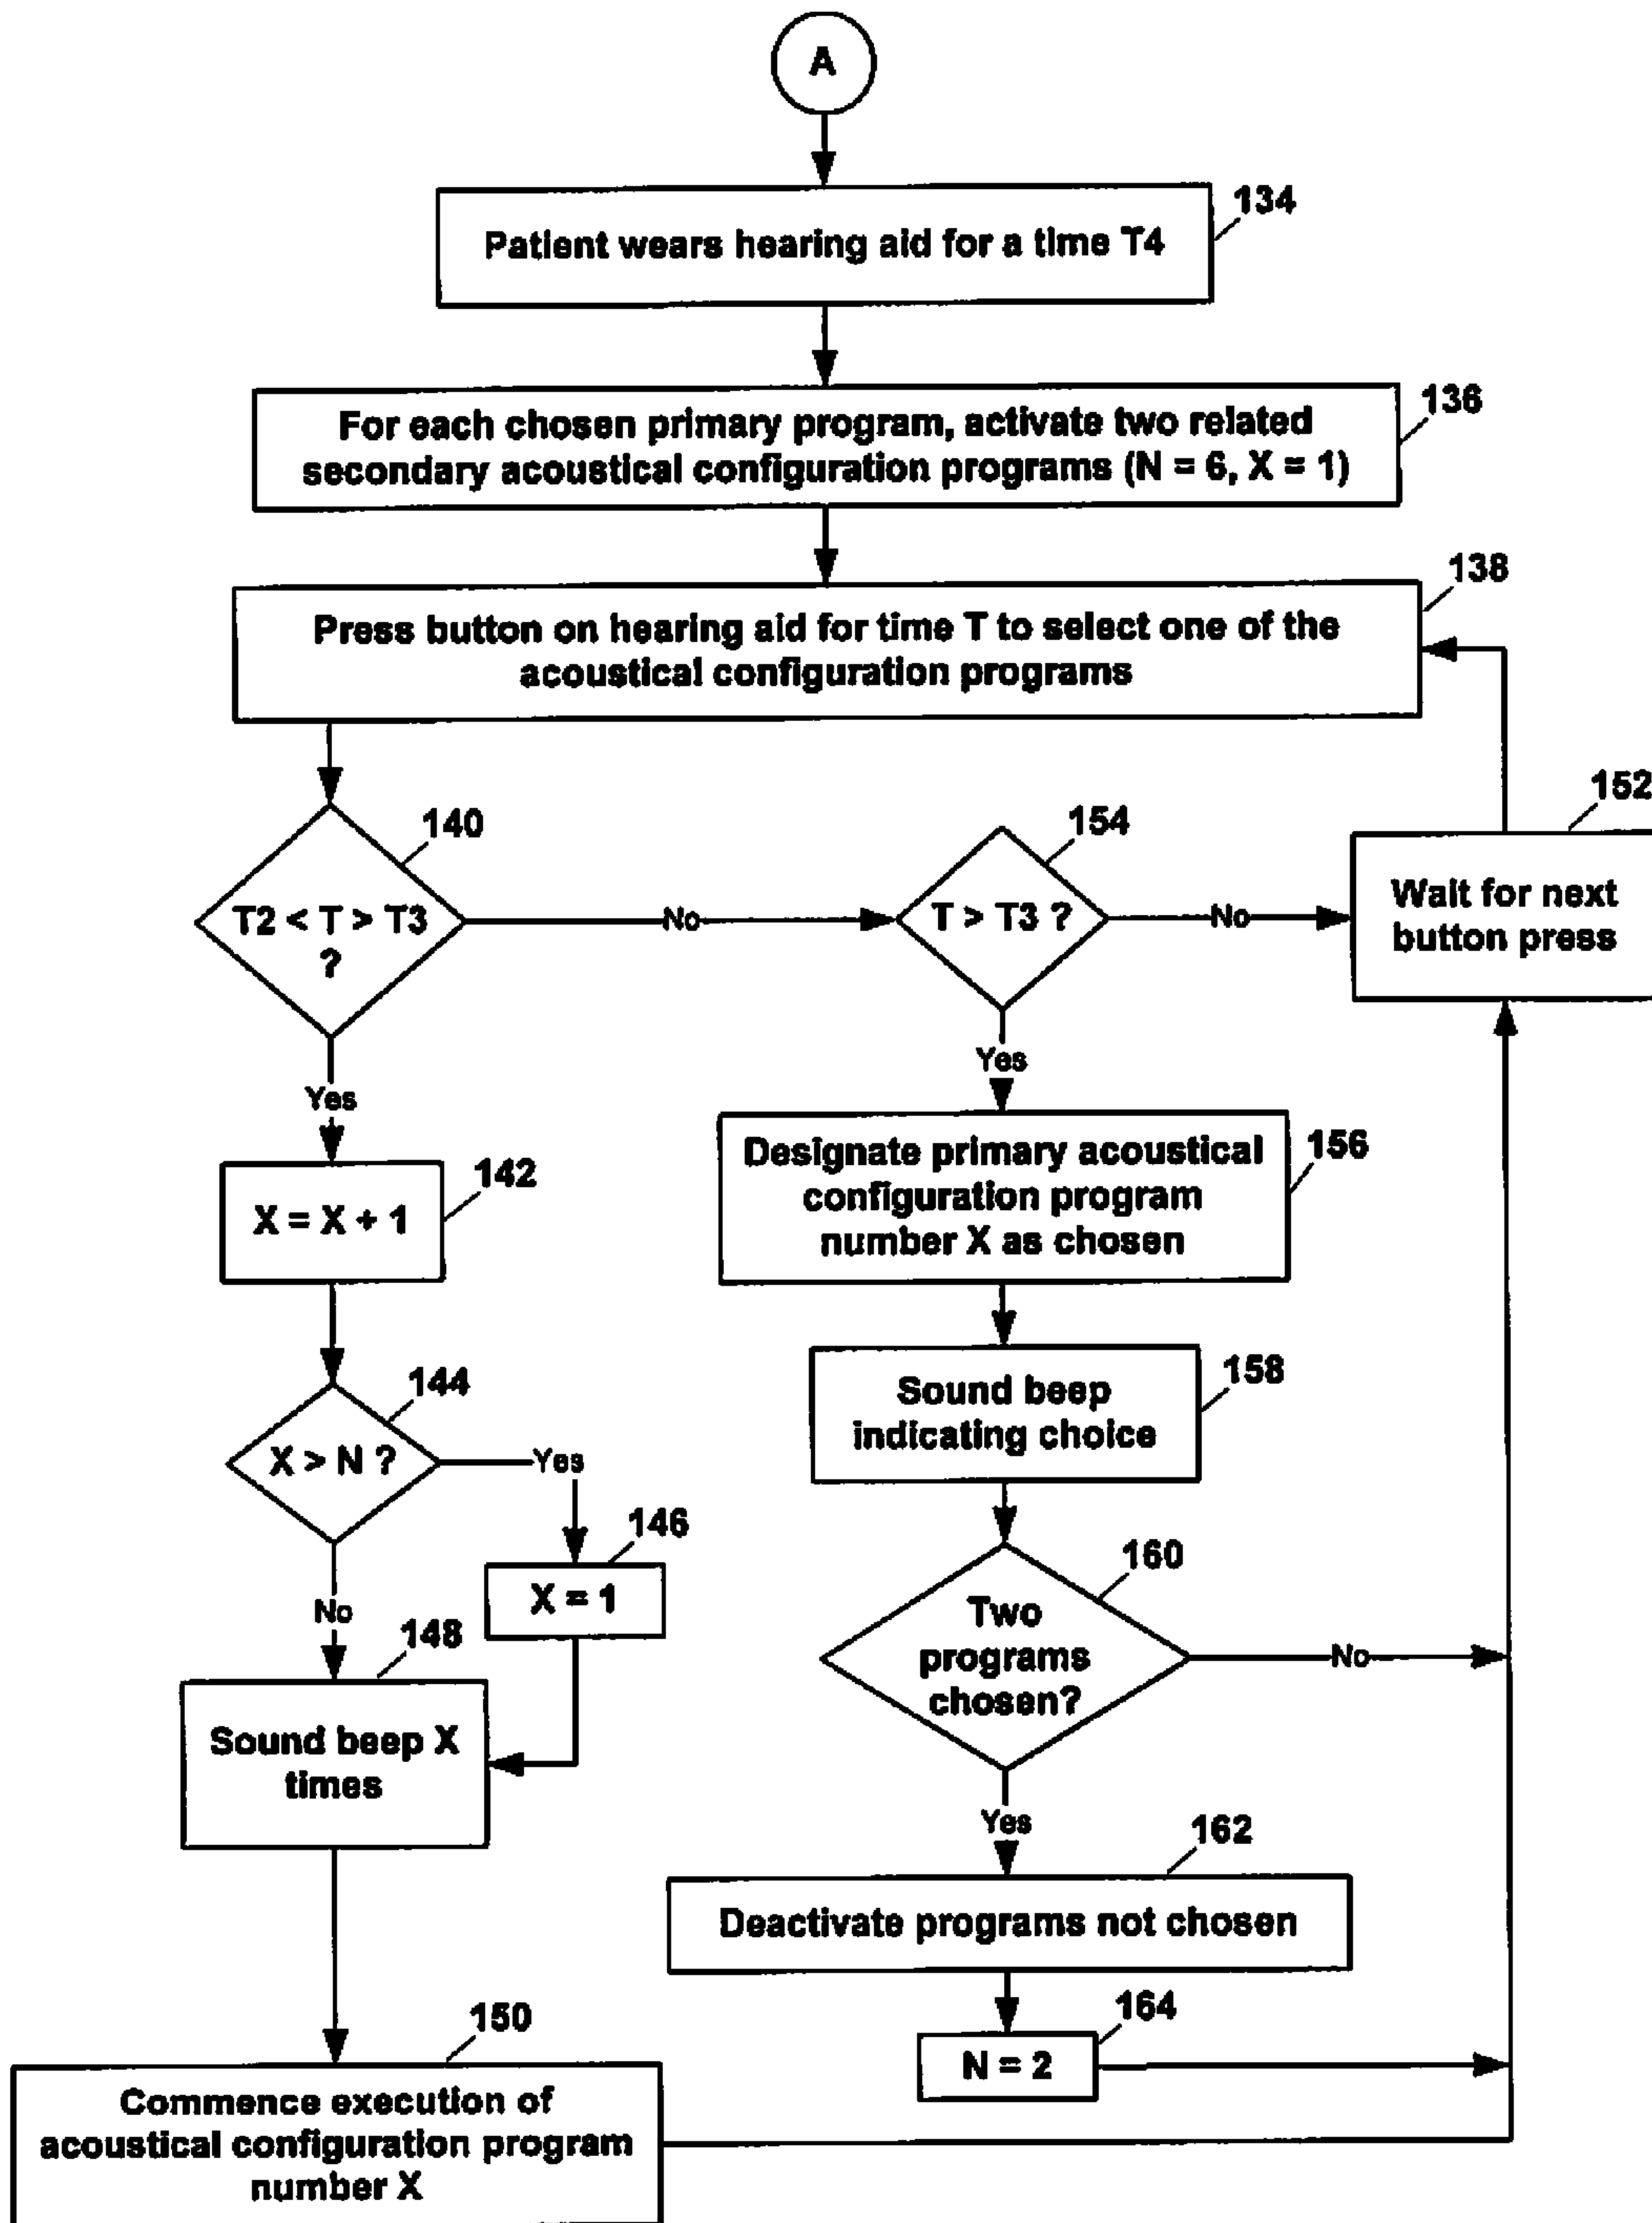 A
134
Patient wears hearing aid for a time T4
136
For each chosen primary program, activate two related
secondary acoustical configuration programs (N = 6, X = 1)
138
Press button on hearing aid for time T to select one of the
acoustical configuration programs
140
T2 < T > T3
?
No
154
T > T3 ?
No
152
Wait for next
button press
Yes
142
X = X + 1
144
X > N ?
Yes
146
X = 1
No
148
Sound beep X
times
150
Commence execution of
acoustical configuration program
number X
Yes
156
Designate primary acoustical
configuration program
number X as chosen
158
Sound beep
indicating choice
160
Two
programs
chosen?
No
Yes
162
Deactivate programs not chosen
164
N = 2